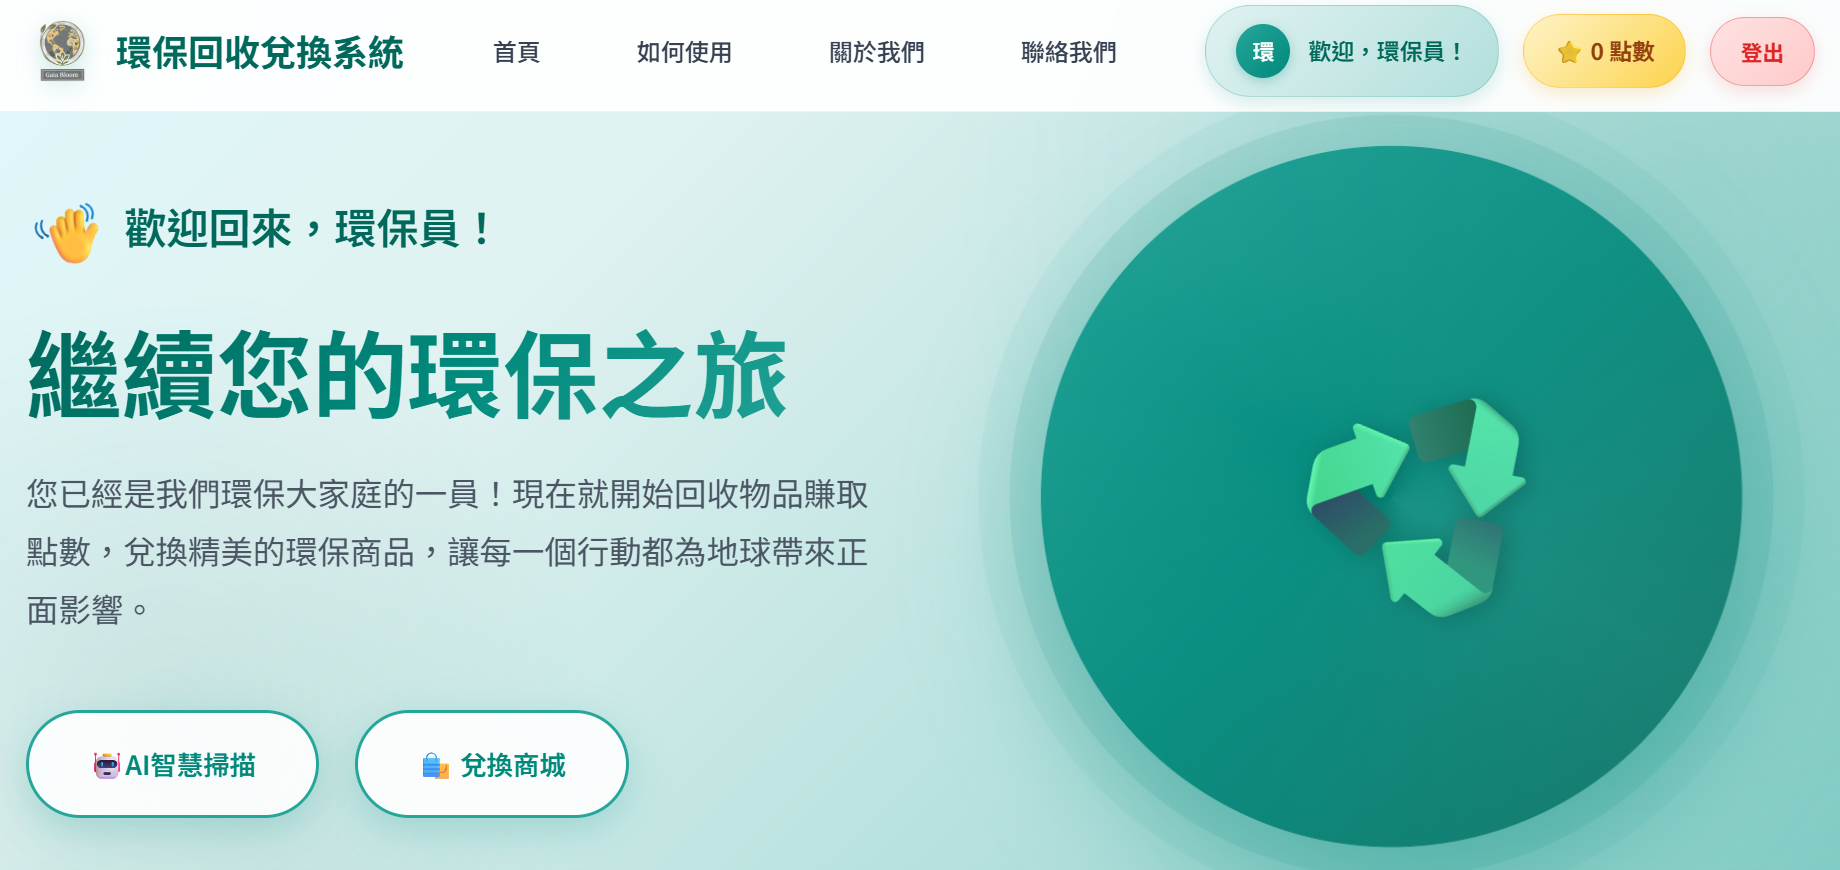 Gaia Bloom
環保回收兌換系統
首頁
如何使用
關於我們
聯絡我們
環
歡迎，環保員！
0 點數
登出
歡迎回來，環保員！
繼續您的環保之旅
您已經是我們環保大家庭的一員！現在就開始回收物品賺取
點數，兌換精美的環保商品，讓每一個行動都為地球帶來正
面影響。
AI智慧掃描
兌換商城